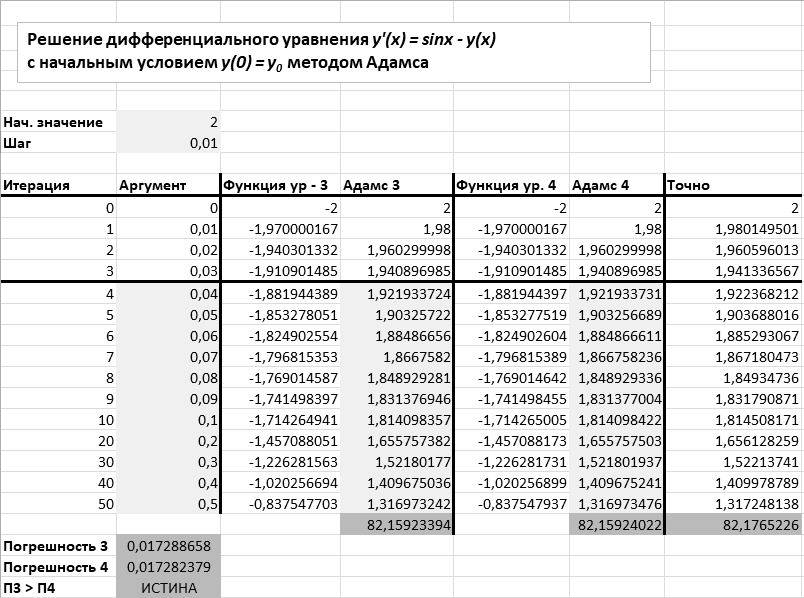 Решение дифференциального уравнения y'(x) = sinx - y(x)
с начальным условием y(0) = y₀ методом Адамса
Нач. значение 2
Шаг 0,01
Итерация Аргумент Функция ур - 3 Адамс 3 Функция ур. 4 Адамс 4 Точно
0 0 -2 2 -2 2 2
1 0,01 -1,970000167 1,98 -1,970000167 1,98 1,980149501
2 0,02 -1,940301332 1,960299998 -1,940301332 1,960299998 1,960596013
3 0,03 -1,910901485 1,940896985 -1,910901485 1,940896985 1,941336567
4 0,04 -1,881944389 1,921933724 -1,881944397 1,921933731 1,922368212
5 0,05 -1,853278051 1,90325722 -1,853277519 1,903256689 1,903688016
6 0,06 -1,824902554 1,88486656 -1,824902604 1,884866611 1,885293067
7 0,07 -1,796815353 1,8667582 -1,796815389 1,866758236 1,867180473
8 0,08 -1,769014587 1,848929281 -1,769014642 1,848929336 1,84934736
9 0,09 -1,741498397 1,831376946 -1,741498455 1,831377004 1,831790871
10 0,1 -1,714264941 1,814098357 -1,714265005 1,814098422 1,814508171
20 0,2 -1,457088051 1,655757382 -1,457088173 1,655757503 1,656128259
30 0,3 -1,226281563 1,52180177 -1,226281731 1,521801937 1,52213741
40 0,4 -1,020256694 1,409675036 -1,020256899 1,409675241 1,409978789
50 0,5 -0,837547703 1,316973242 -0,837547937 1,316973476 1,317248138
82,15923394 82,15924022 82,1765226
Погрешность 3 0,017288658
Погрешность 4 0,017282379
П3 > П4 ИСТИНА